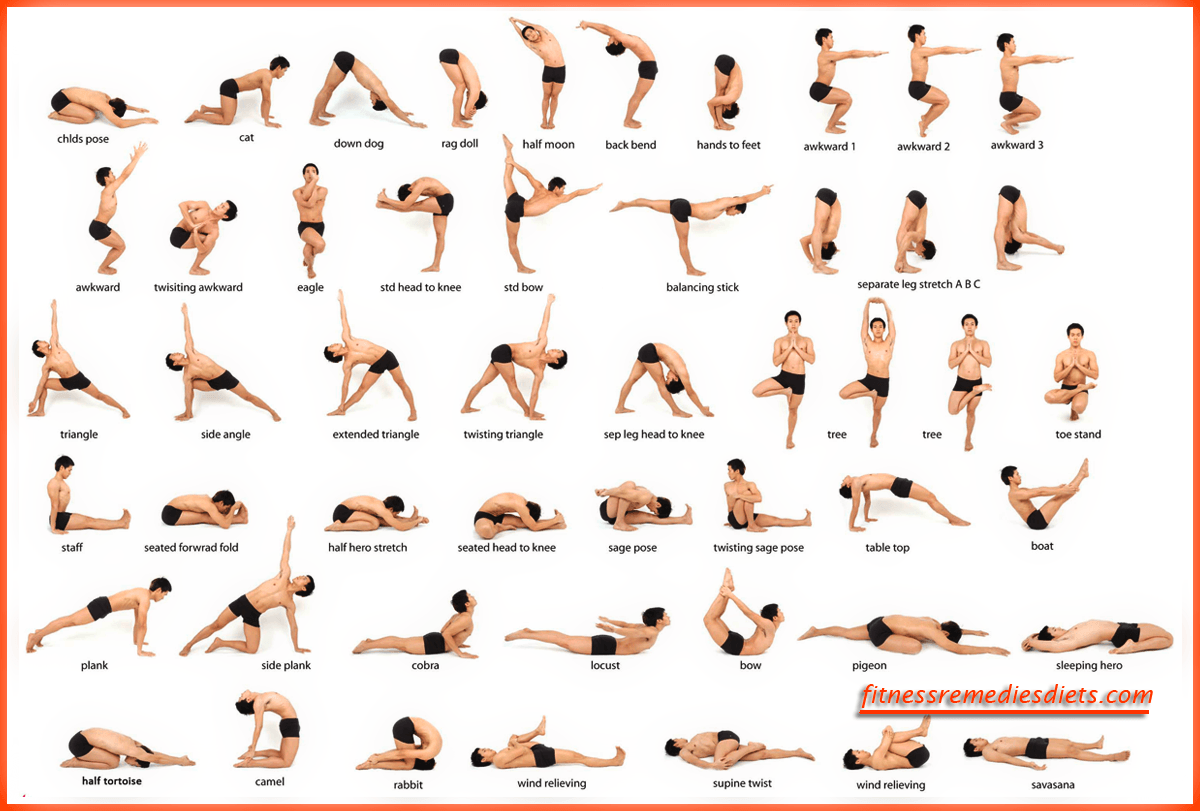 chlds pose
cat
down dog
rag doll
half moon
back bend
hands to feet
awkward 1
awkward 2
awkward 3
awkward
twisiting awkward
eagle
std head to knee
std bow
balancing stick
separate leg stretch A B C
triangle
side angle
extended triangle
twisting triangle
sep leg head to knee
tree
tree
toe stand
staff
seated forwrad fold
half hero stretch
seated head to knee
sage pose
twisting sage pose
table top
boat
plank
side plank
cobra
locust
bow
pigeon
sleeping hero
fitnessremediesdiets.com
half tortoise
camel
rabbit
wind relieving
supine twist
wind relieving
savasana